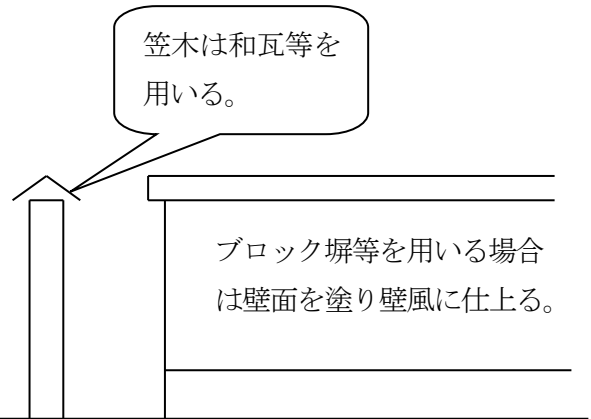 笠木は和瓦等を
用いる。
ブロック塀等を用いる場合
は壁面を塗り壁風に仕上る。